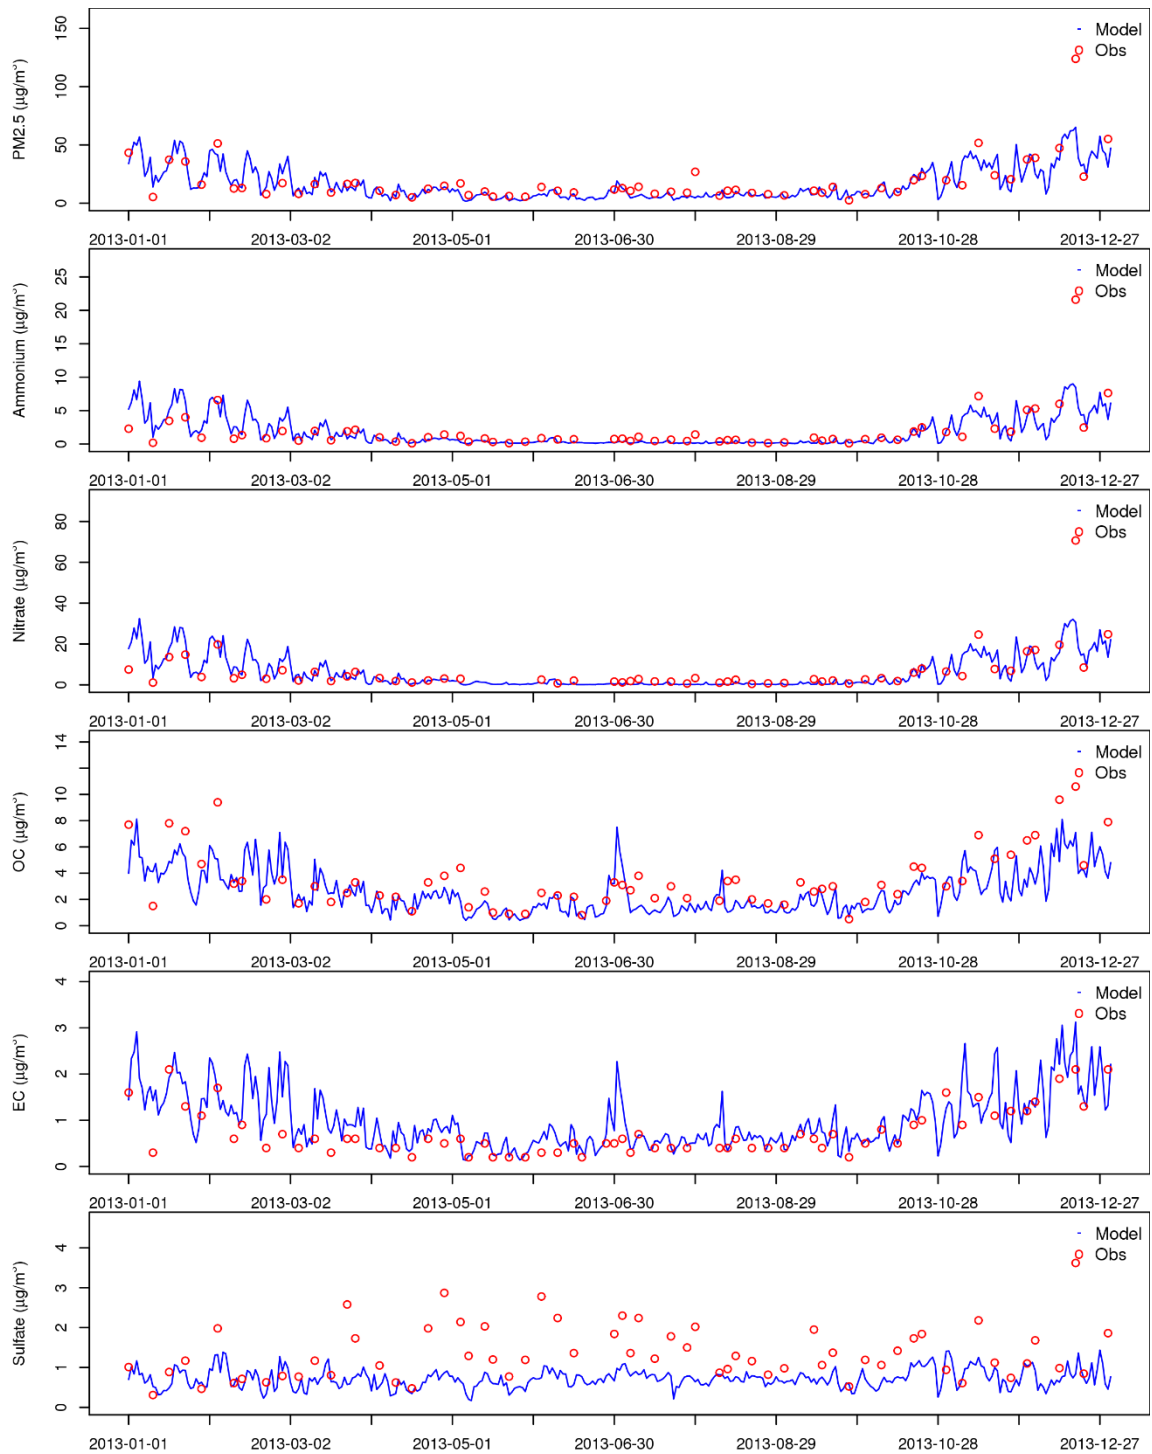 PM2.5 (μg/m³)
0 50 100 150
Model
Obs
2013-01-01 2013-03-02 2013-05-01 2013-06-30 2013-08-29 2013-10-28 2013-12-27
Ammonium (μg/m³)
0 5 10 15 20 25
Model
Obs
2013-01-01 2013-03-02 2013-05-01 2013-06-30 2013-08-29 2013-10-28 2013-12-27
Nitrate (μg/m³)
0 20 40 60 80
Model
Obs
2013-01-01 2013-03-02 2013-05-01 2013-06-30 2013-08-29 2013-10-28 2013-12-27
OC (μg/m³)
0 2 4 6 8 10 14
Model
Obs
2013-01-01 2013-03-02 2013-05-01 2013-06-30 2013-08-29 2013-10-28 2013-12-27
EC (μg/m³)
0 1 2 3 4
Model
Obs
2013-01-01 2013-03-02 2013-05-01 2013-06-30 2013-08-29 2013-10-28 2013-12-27
Sulfate (μg/m³)
0 1 2 3 4
Model
Obs
2013-01-01 2013-03-02 2013-05-01 2013-06-30 2013-08-29 2013-10-28 2013-12-27